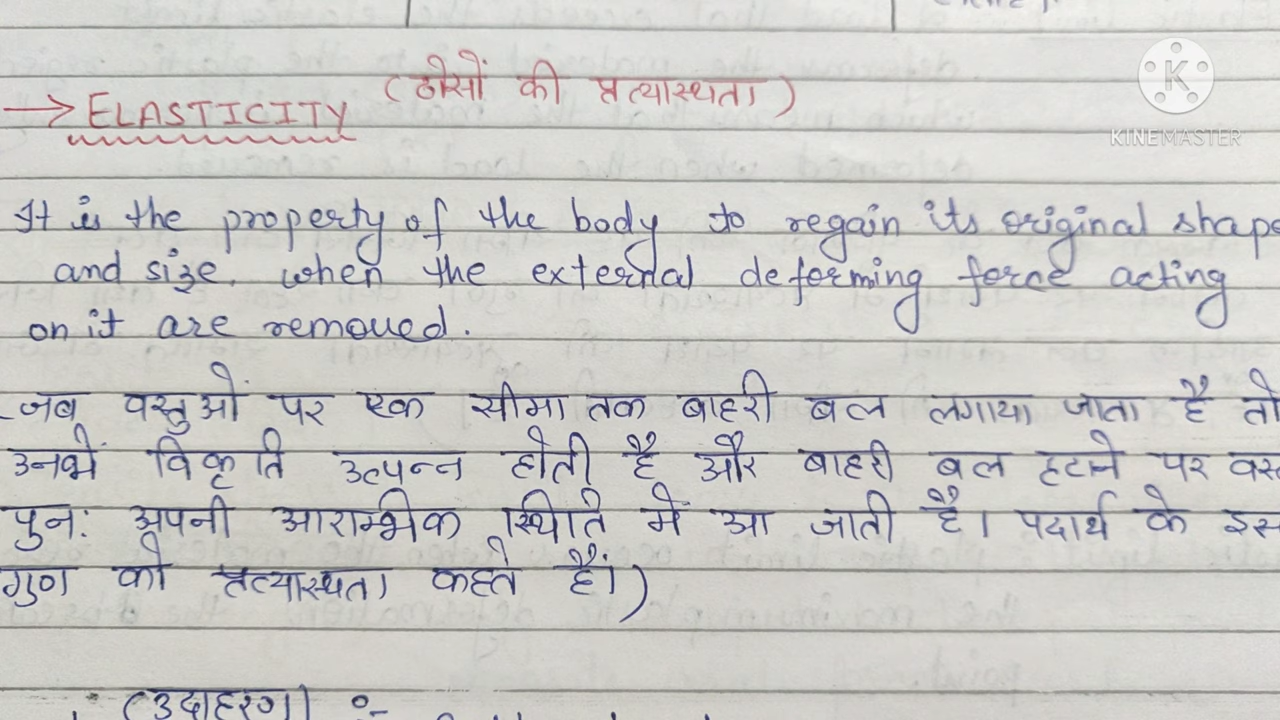 (ठोसों की प्रत्यास्थता)
→ ELASTICITY
It is the property of the body to regain its original shape
and size. when the external deforming force acting
on it are removed.
जब वस्तुओं पर एक सीमा तक बाहरी बल लगाया जाता है तो
उनमें विकृति उत्पन्न होती है और बाहरी बल हटाने पर वस
पुनः अपनी आरम्भिक स्थिति में आ जाती है। पदार्थ के इस
गुण को प्रत्यास्थता कहते हैं।)
(उदाहरण) :-
K
KINEMASTER